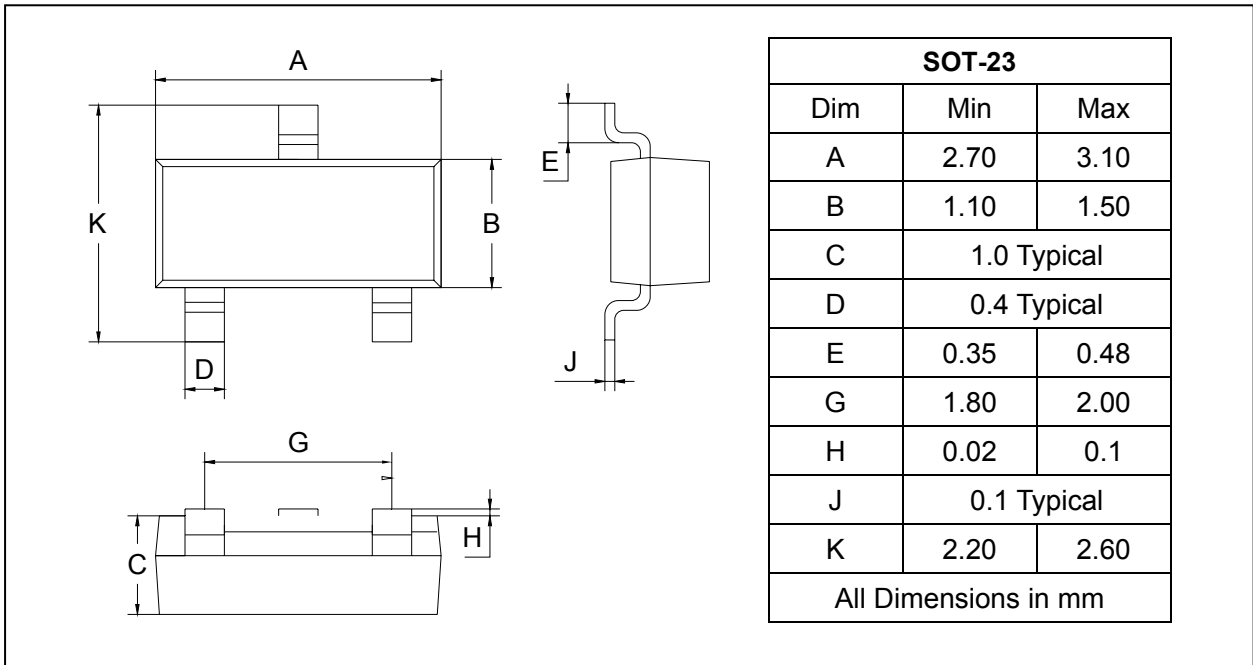 A
K
B
D
E
J
G
C
H
SOT-23
Dim Min Max
A 2.70 3.10
B 1.10 1.50
C 1.0 Typical
D 0.4 Typical
E 0.35 0.48
G 1.80 2.00
H 0.02 0.1
J 0.1 Typical
K 2.20 2.60
All Dimensions in mm